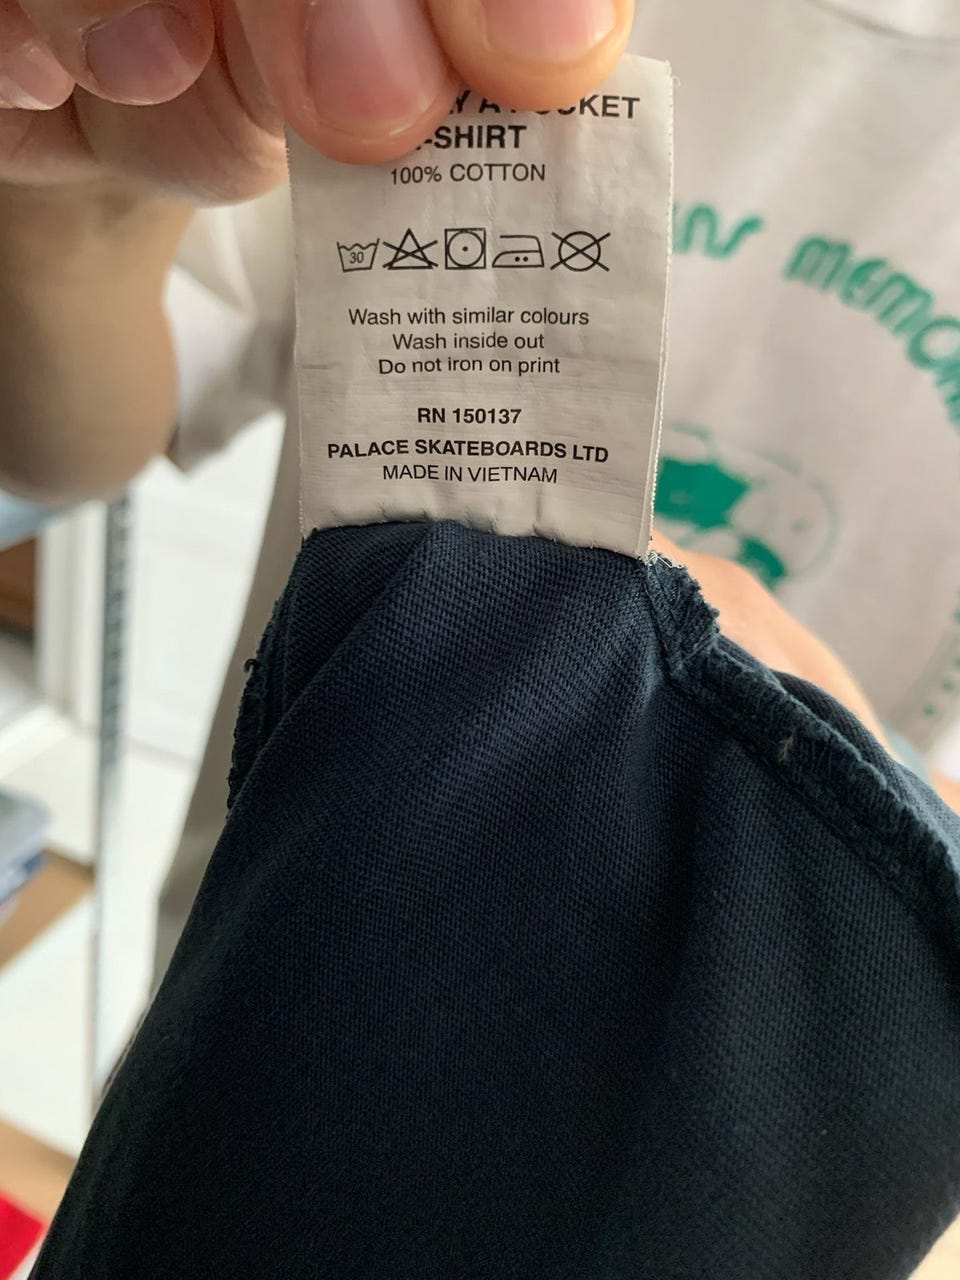 -SHIRT
100% COTTON
30
Wash with similar colours
Wash inside out
Do not iron on print
RN 150137
PALACE SKATEBOARDS LTD
MADE IN VIETNAM